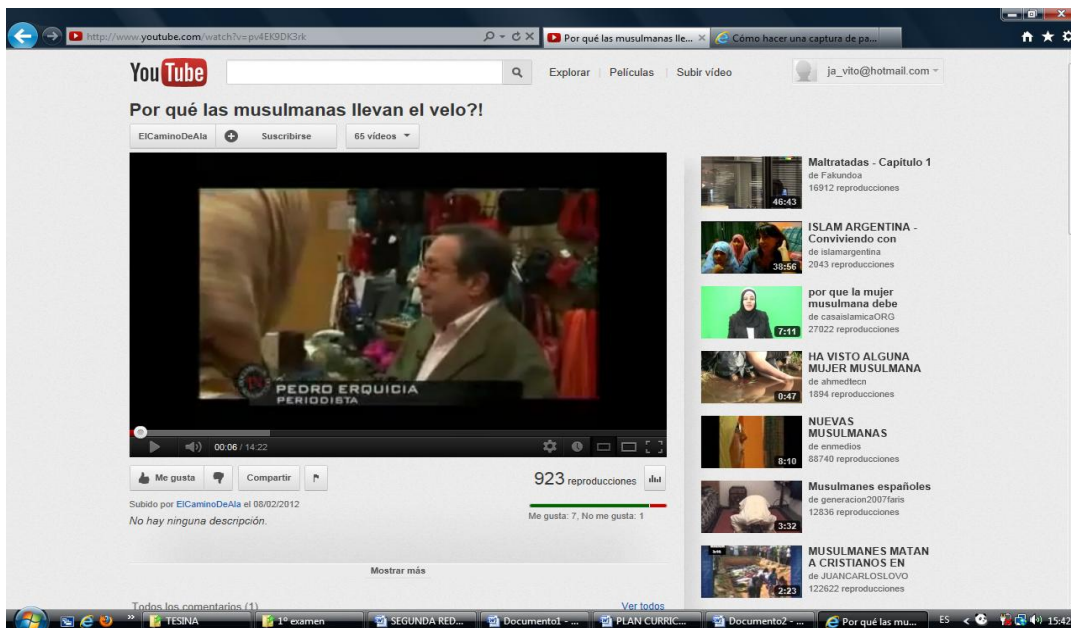 http://www.youtube.com/watch?v=pv4EK9DK3rk
Por qué las musulmanas lle...
Cómo hacer una captura de pa...
YouTube
Explorar
Películas
Subir vídeo
ja_vito@hotmail.com
Por qué las musulmanas llevan el velo?!
ElCaminoDeAla
Suscribirse
65 vídeos
PEDRO ERQUICIA
PERIODISTA
00:06 / 14:22
Me gusta
Compartir
923 reproducciones
Subido por ElCaminoDeAla el 08/02/2012
Me gusta: 7, No me gusta: 1
No hay ninguna descripción.
Mostrar más
Todos los comentarios (1)
Ver todos
Maltratadas - Capítulo 1
de Fakundoa
16912 reproducciones
46:43
ISLAM ARGENTINA -
Conviviendo con
de islamargentina
2043 reproducciones
38:56
por que la mujer
musulmana debe
de casaislamicaORG
27022 reproducciones
7:11
HA VISTO ALGUNA
MUJER MUSULMANA
de ahmedtecn
1894 reproducciones
0:47
NUEVAS
MUSULMANAS
de enmedios
88740 reproducciones
8:10
Musulmanes españoles
de generacion2007faris
12836 reproducciones
3:32
MUSULMANES MATAN
A CRISTIANOS EN
de JUANCARLOSLOVO
122622 reproducciones
2:23
TESINA
1º examen
SEGUNDA RED...
Documento1 - ...
PLAN CURRIC...
Documento2 - ...
Por qué las mu...
ES
15:42